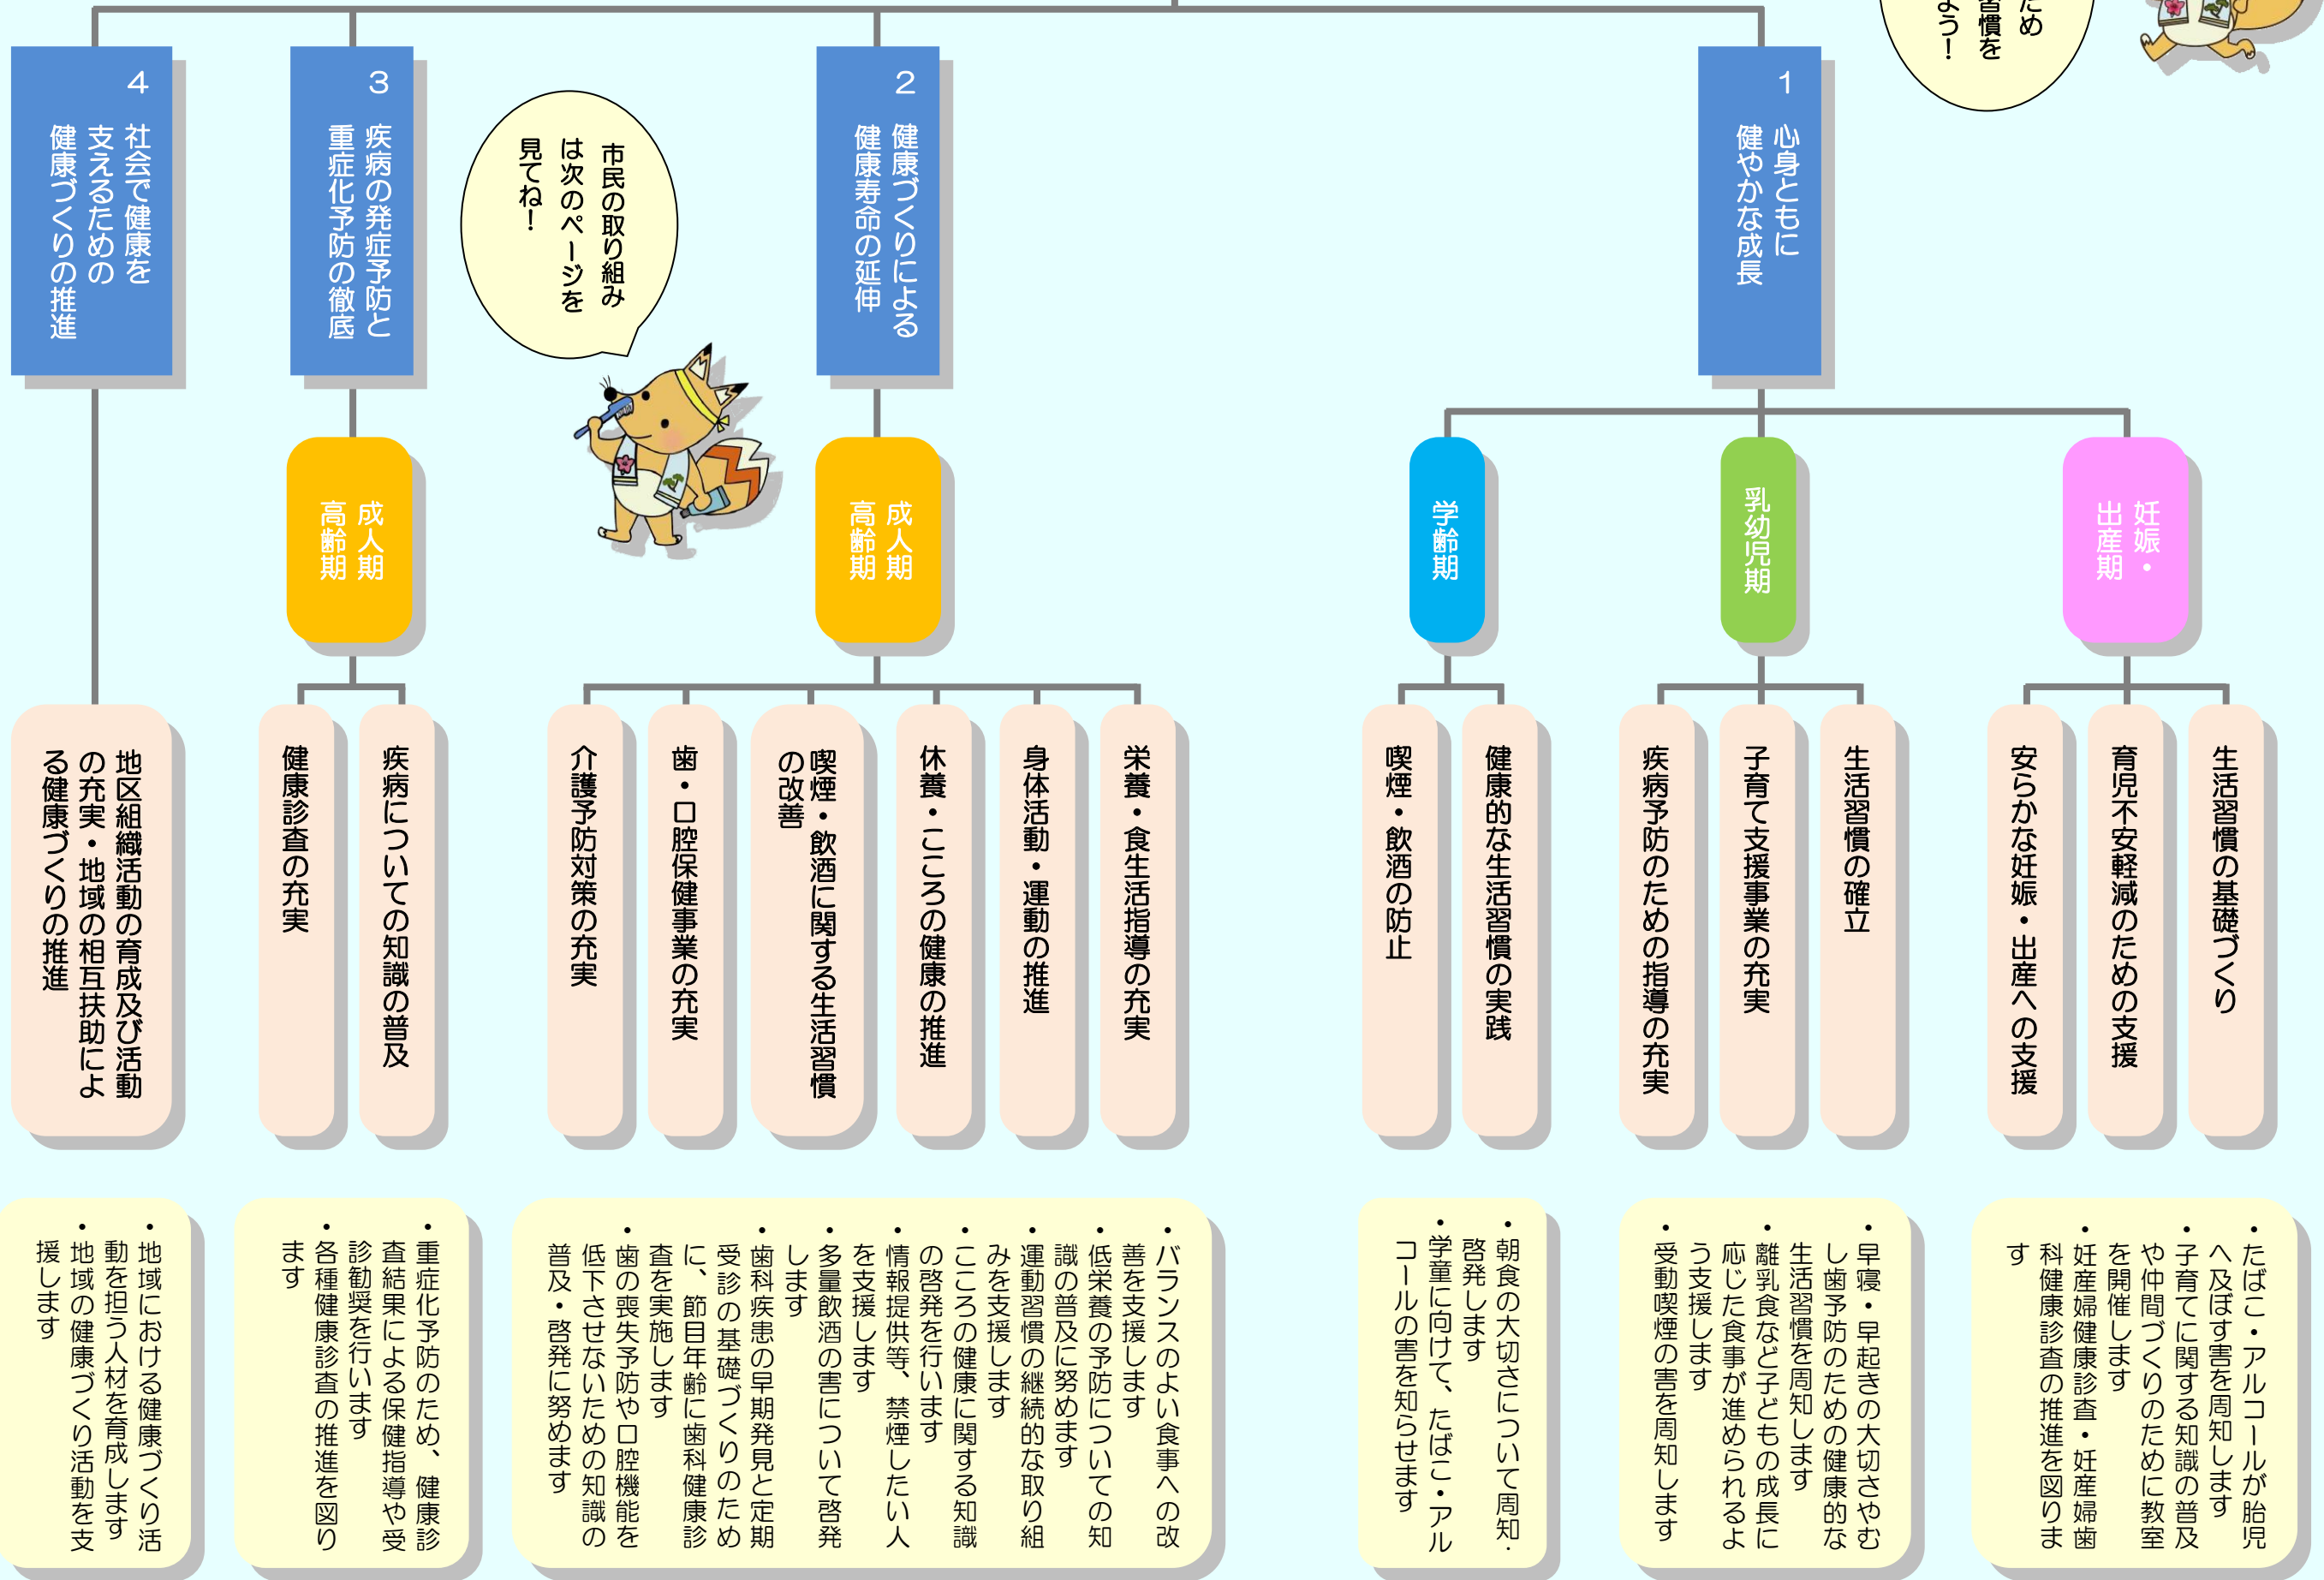 ため
習慣を
よう！
1
心身ともに
健やかな成長
2
健康づくりによる
健康寿命の延伸
市民の取り組み
は次のページを
見てね！
3
疾病の発症予防と
重症化予防の徹底
4
社会で健康を
支えるための
健康づくりの推進
妊娠・
出産期
乳幼児期
学齢期
成人期
高齢期
成人期
高齢期
生活習慣の基礎づくり
育児不安軽減のための支援
安らかな妊娠・出産への支援
生活習慣の確立
子育て支援事業の充実
疾病予防のための指導の充実
健康的な生活習慣の実践
喫煙・飲酒の防止
栄養・食生活指導の充実
身体活動・運動の推進
休養・こころの健康の推進
喫煙・飲酒に関する生活習慣
の改善
歯・口腔保健事業の充実
介護予防対策の充実
疾病についての知識の普及
健康診査の充実
地区組織活動の育成及び活動
の充実・地域の相互扶助によ
る健康づくりの推進
・たばこ・アルコールが胎児
へ及ぼす害を周知します
・子育てに関する知識の普及
や仲間づくりのために教室
を開催します
・妊産婦健康診査・妊産婦歯
科健康診査の推進を図りま
す
・早寝・早起きの大切さやむ
し歯予防のための健康的な
生活習慣を周知します
・離乳食など子どもの成長に
応じた食事が進められるよ
う支援します
・受動喫煙の害を周知します
・朝食の大切さについて周知・
啓発します
・学童に向けて、たばこ・アル
コールの害を知らせます
・バランスのよい食事への改
善を支援します
・低栄養の予防についての知
識の普及に努めます
・運動習慣の継続的な取り組
みを支援します
・こころの健康に関する知識
の啓発を行います
・情報提供等、禁煙したい人
を支援します
・多量飲酒の害について啓発
します
・歯科疾患の早期発見と定期
受診の基礎づくりのため
に、節目年齢に歯科健康診
査を実施します
・歯の喪失予防や口腔機能を
低下させないための知識の
普及・啓発に努めます
・重症化予防のため、健康診
査結果による保健指導や受
診勧奨を行います
・各種健康診査の推進を図り
ます
・地域における健康づくり活
動を担う人材を育成します
・地域の健康づくり活動を支
援します